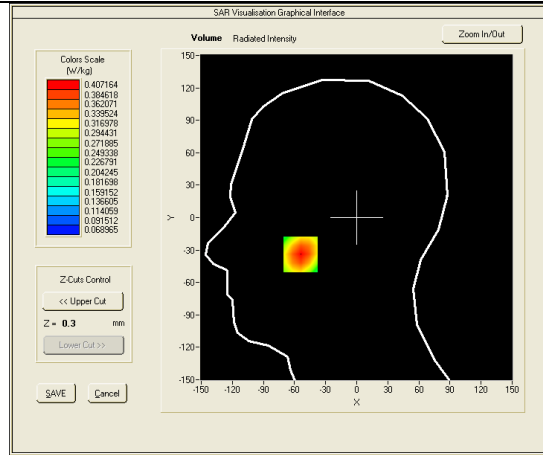 SAR Visualisation Graphical Interface
Volume Radiated Intensity
Zoom In/Out
Colors Scale
(W/kg)
0.407164
0.384618
0.362071
0.339524
0.316978
0.294431
0.271885
0.249338
0.226791
0.204245
0.181698
0.159152
0.136605
0.114059
0.091512
0.068965
Z-Cuts Control
<< Upper Cut
Z = 0.3 mm
Lower Cut >>
SAVE Cancel
150-
120-
90-
60-
30-
0-
-30-
-60-
-90-
-120-
-150-
Y
-150 -120 -90 -60 -30 0 30 60 90 120 150
X